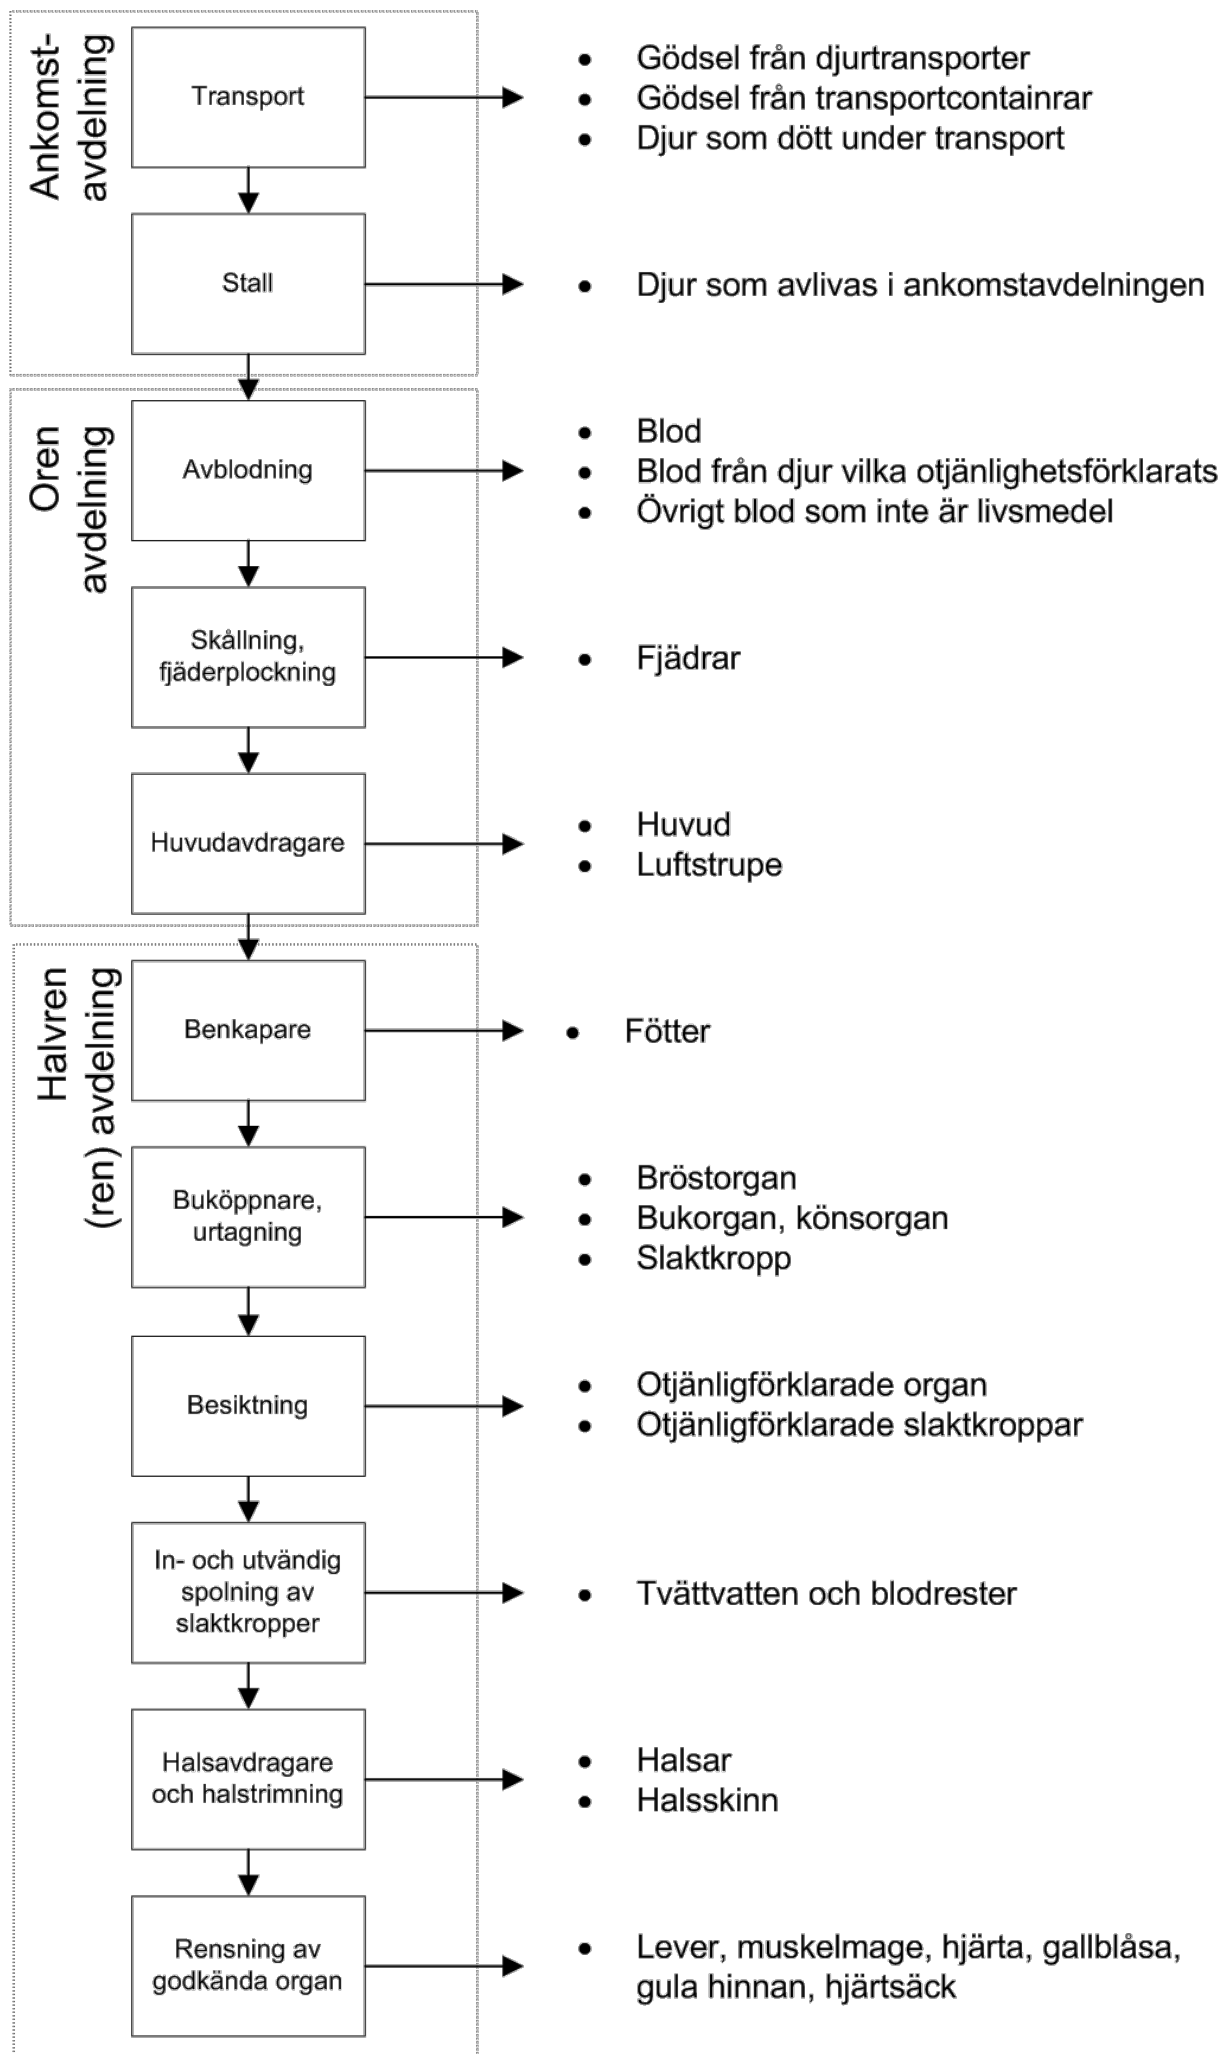 Ankomst-
avdelning
Transport
Gödsel från djurtransporter
Gödsel från transportcontainrar
Djur som dött under transport
Stall
Djur som avlivas i ankomstavdelningen
Oren
avdelning
Avblodning
Blod
Blod från djur vilka otjänlighetsförklarats
Övrigt blod som inte är livsmedel
Skållning,
fjäderplockning
Fjädrar
Huvudavdragare
Huvud
Luftstrupe
Halvren
(ren) avdelning
Benkapare
Fötter
Buköppnare,
urtagning
Bröstorgan
Bukorgan, könsorgan
Slaktkropp
Besiktning
Otjänligförklarade organ
Otjänligförklarade slaktkroppar
In- och utvändig
spolning av
slaktkropper
Tvättvatten och blodrester
Halsavdragare
och halstrimning
Halsar
Halsskinn
Rensning av
godkända organ
Lever, muskelmage, hjärta, gallblåsa,
gula hinnan, hjärtsäck